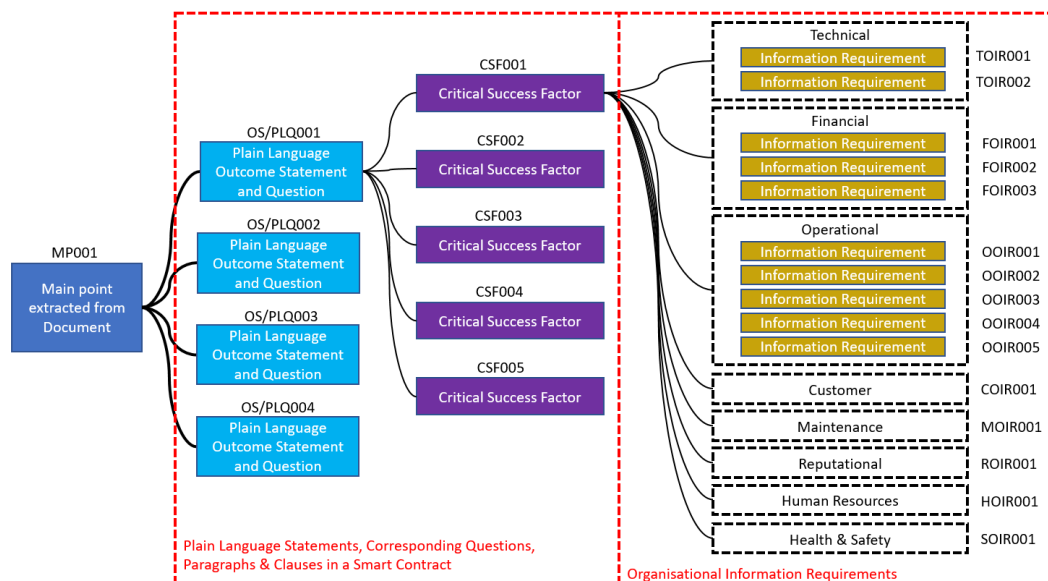 MP001
Main point
extracted from
Document
OS/PLQ001
Plain Language
Outcome Statement
and Question
OS/PLQ002
Plain Language
Outcome Statement
and Question
OS/PLQ003
Plain Language
Outcome Statement
and Question
OS/PLQ004
Plain Language
Outcome Statement
and Question
CSF001
Critical Success Factor
CSF002
Critical Success Factor
CSF003
Critical Success Factor
CSF004
Critical Success Factor
CSF005
Critical Success Factor
Plain Language Statements, Corresponding Questions,
Paragraphs & Clauses in a Smart Contract
Technical
Information Requirement TOIR001
Information Requirement TOIR002
Financial
Information Requirement FOIR001
Information Requirement FOIR002
Information Requirement FOIR003
Operational
Information Requirement OOIR001
Information Requirement OOIR002
Information Requirement OOIR003
Information Requirement OOIR004
Information Requirement OOIR005
Customer COIR001
Maintenance MOIR001
Reputational ROIR001
Human Resources HOIR001
Health & Safety SOIR001
Organisational Information Requirements